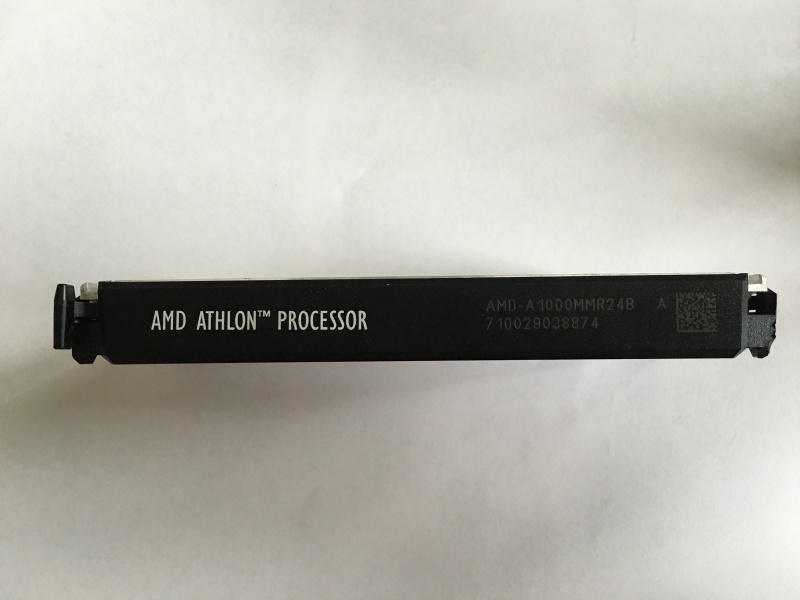 AMD ATHLON™ PROCESSOR
AMD-A1000MMR24B A
710029038874